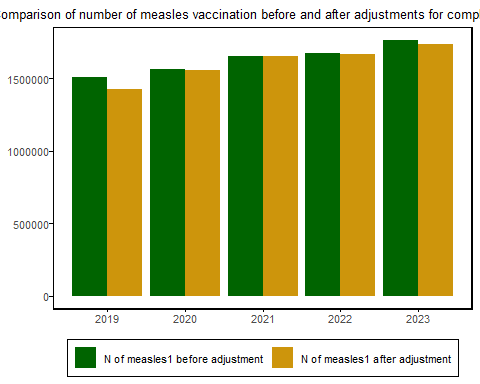 omparison of number of measles vaccination before and after adjustments for compl
1500000
1000000
500000
0
2019 2020 2021 2022 2023
N of measles1 before adjustment N of measles1 after adjustment